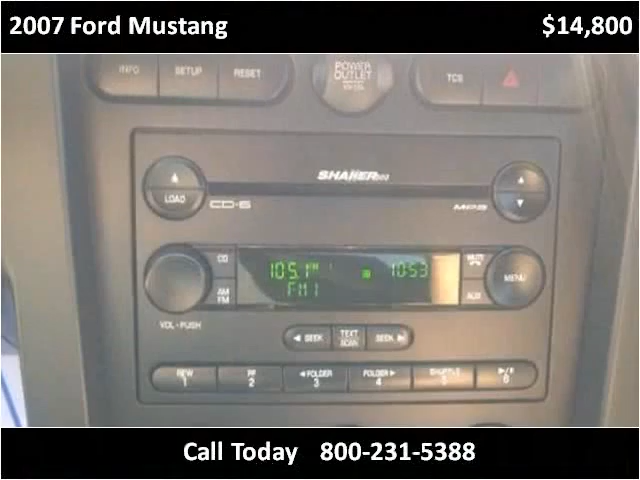 2007 Ford Mustang $14,800
INFO SETUP RESET POWER OUTLET TCS
SHAKER
LOAD CD-6 MP3
CD
AM FM
105.1 10:53
FM1
MENU
AUX
VOL-PUSH
SEEK TEXT SCAN SEEK
REW 1 FF 2 FOLDER 3 FOLDER 4 SHUFFLE 5 6
Call Today 800-231-5388